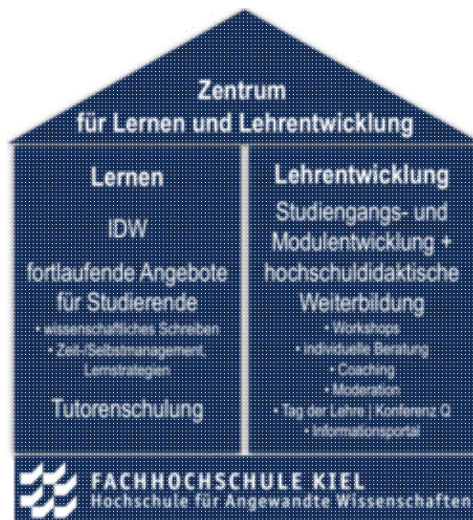 Zentrum
für Lernen und Lehrentwicklung
Lernen
IDW
fortlaufende Angebote
für Studierende
• wissenschaftliches Schreiben
• Zeit-/Selbstmanagement,
Lernstrategien
Tutorenschulung
Lehrentwicklung
Studiengangs- und
Modulentwicklung +
hochschuldidaktische
Weiterbildung
• Workshops
• individuelle Beratung
• Coaching
• Moderation
• Tag der Lehre | Konferenz Q
• Informationsportal
FACHHOCHSCHULE KIEL
Hochschule für Angewandte Wissenschaften